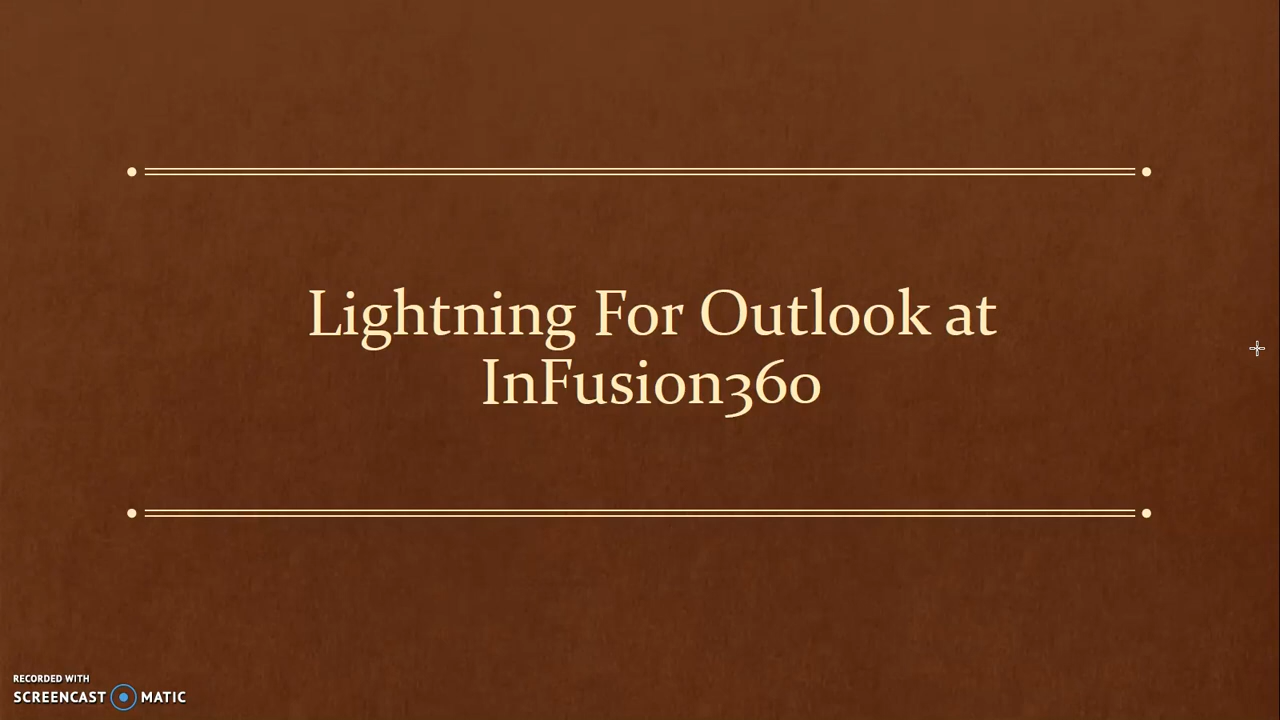 Lightning For Outlook at
InFusion360
RECORDED WITH
SCREENCAST MATIC